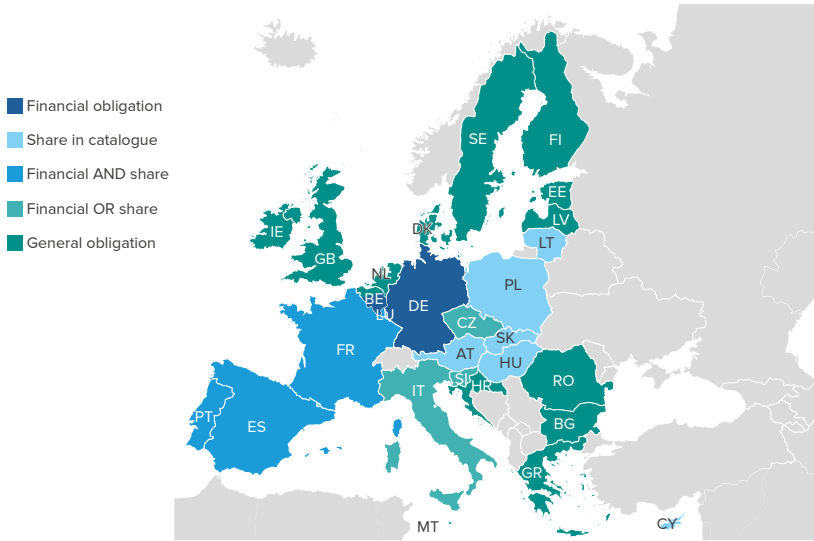 Financial obligation
Share in catalogue
Financial AND share
Financial OR share
General obligation
SE
FI
EE
LV
LT
DK
IE
GB
NL
BE
LU
DE
PL
CZ
SK
AT
HU
FR
SI
HR
RO
IT
BG
PT
ES
GR
MT
CY